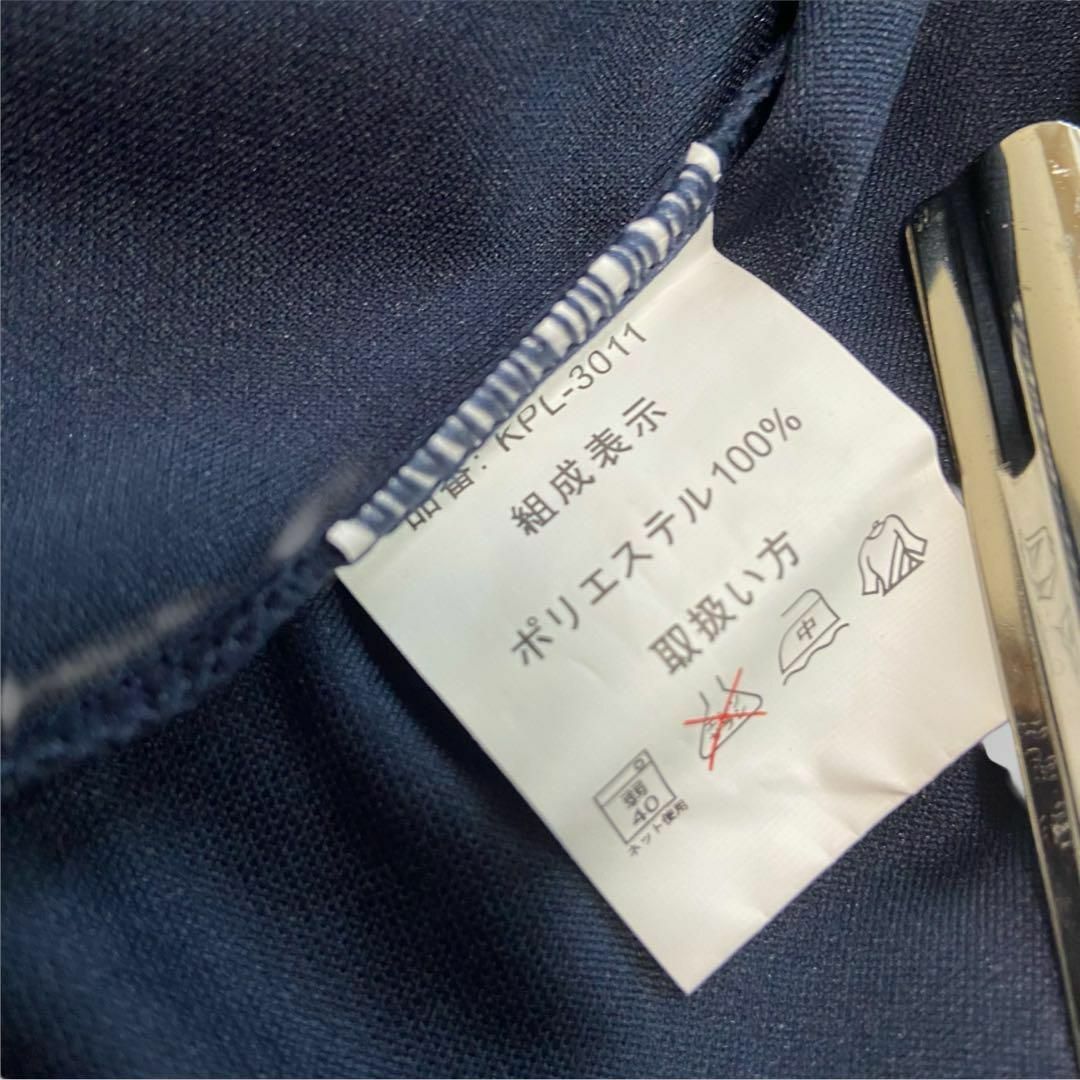 品番: KPL-3011
組成表示
ポリエステル100%
取扱い方
中
弱
40
ネット使用